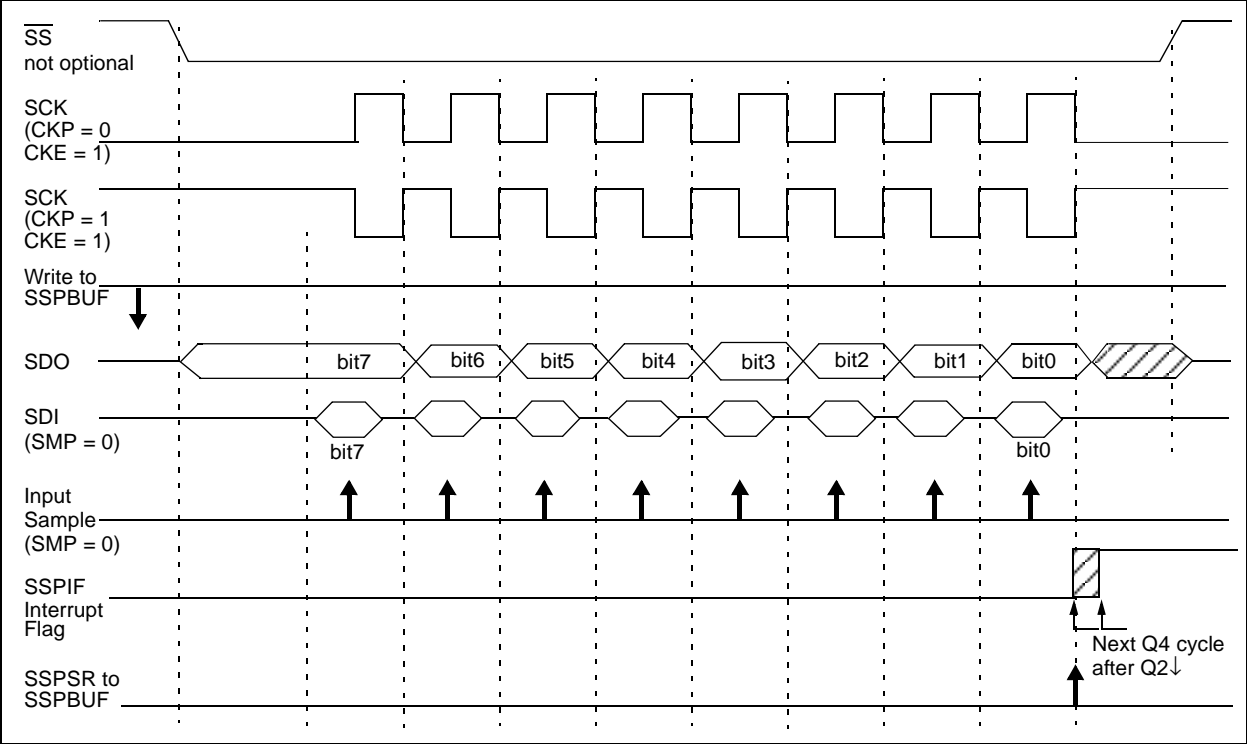 SS
not optional
SCK
(CKP = 0
CKE = 1)
SCK
(CKP = 1
CKE = 1)
Write to
SSPBUF
SDO
bit7
bit6
bit5
bit4
bit3
bit2
bit1
bit0
SDI
(SMP = 0)
bit7
bit0
Input
Sample
(SMP = 0)
SSPIF
Interrupt
Flag
Next Q4 cycle
after Q2↓
SSPSR to
SSPBUF